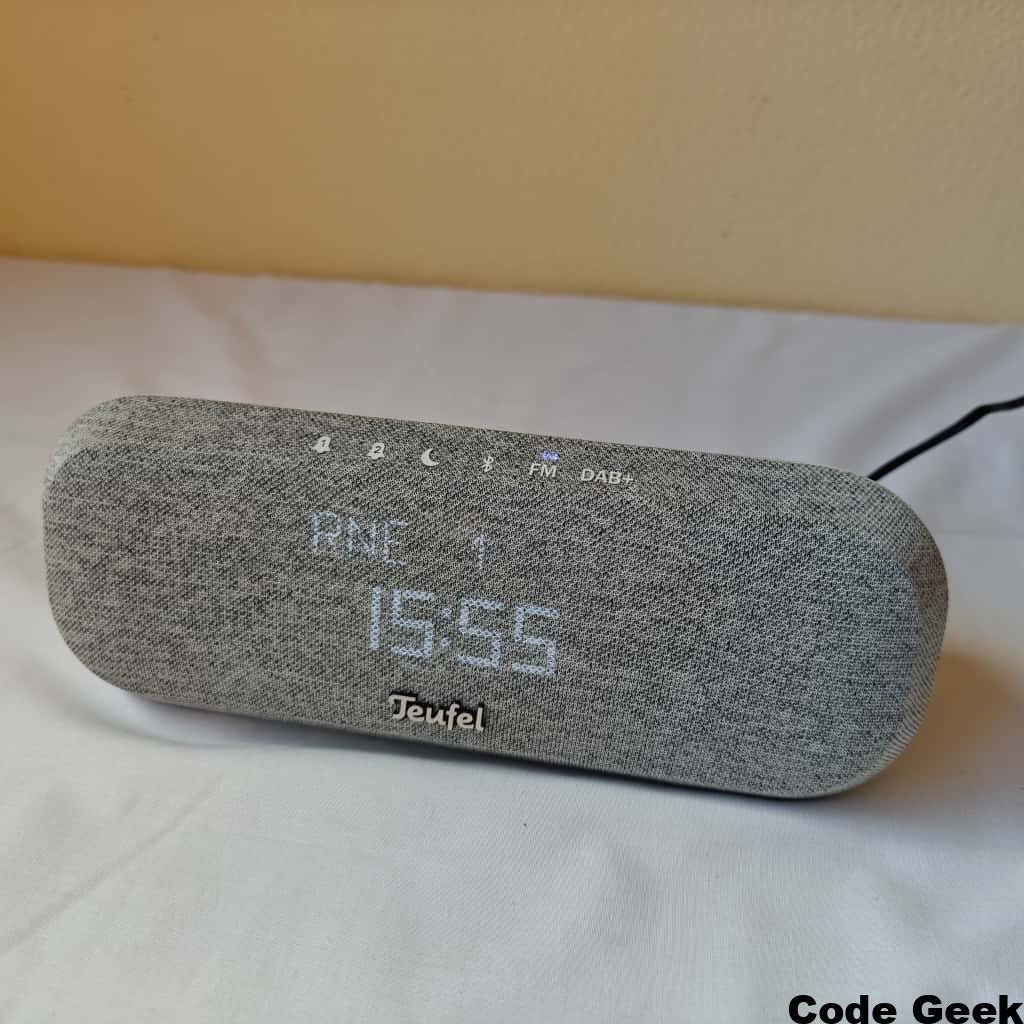 FM DAB+
RNE 1
15:55
Teufel
Code Geek